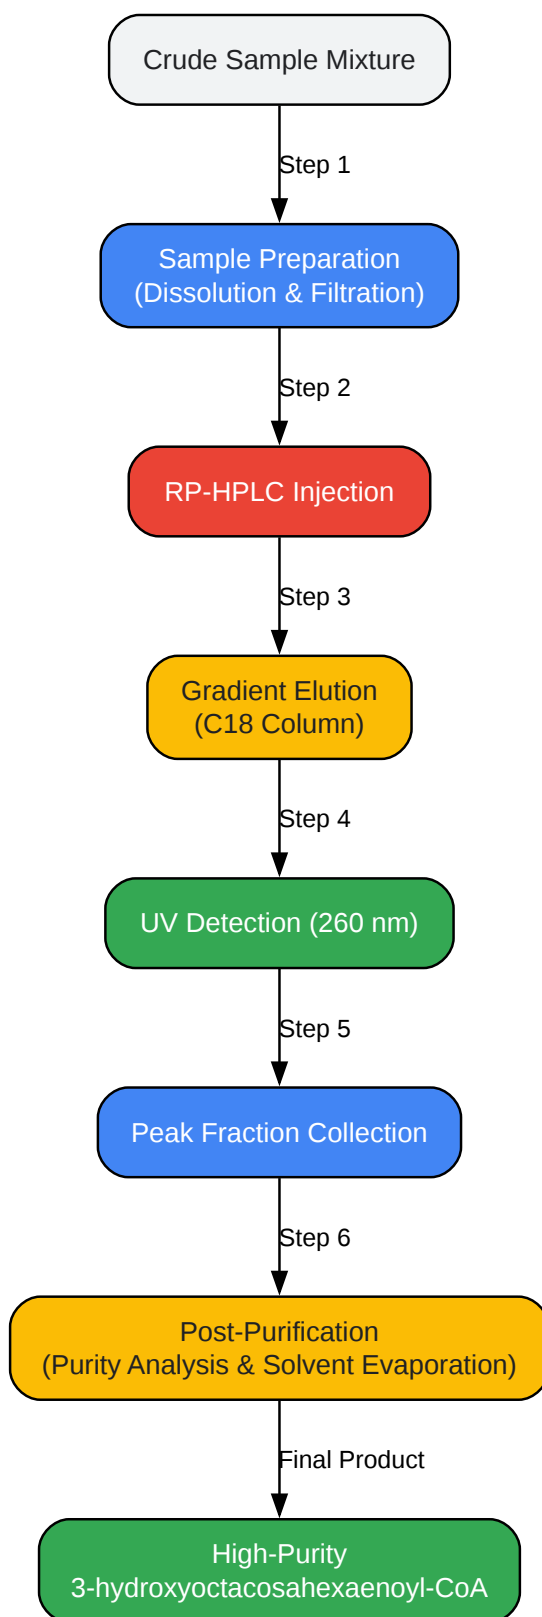 Crude Sample Mixture
Step 1
Sample Preparation
(Dissolution & Filtration)
Step 2
RP-HPLC Injection
Step 3
Gradient Elution
(C18 Column)
Step 4
UV Detection (260 nm)
Step 5
Peak Fraction Collection
Step 6
Post-Purification
(Purity Analysis & Solvent Evaporation)
Final Product
High-Purity
3-hydroxyoctacosahexaenoyl-CoA